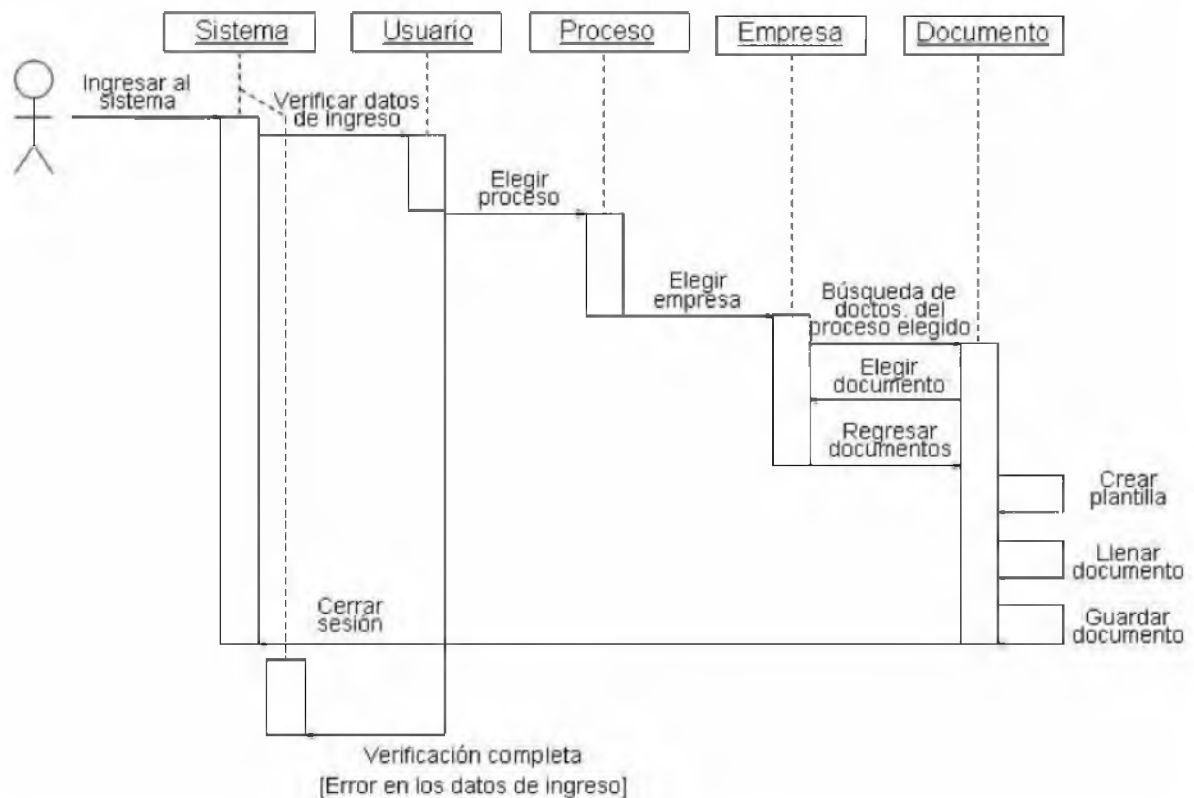 Sistema
Usuario
Proceso
Empresa
Documento
Ingresar al
sistema
Verificar datos
de ingreso
Elegir
proceso
Elegir
empresa
Búsqueda de
doctos. del
proceso elegido
Elegir
documento
Regresar
documentos
Crear
plantilla
Llenar
documento
Guardar
documento
Cerrar
sesión
Verificación completa
[Error en los datos de ingreso]